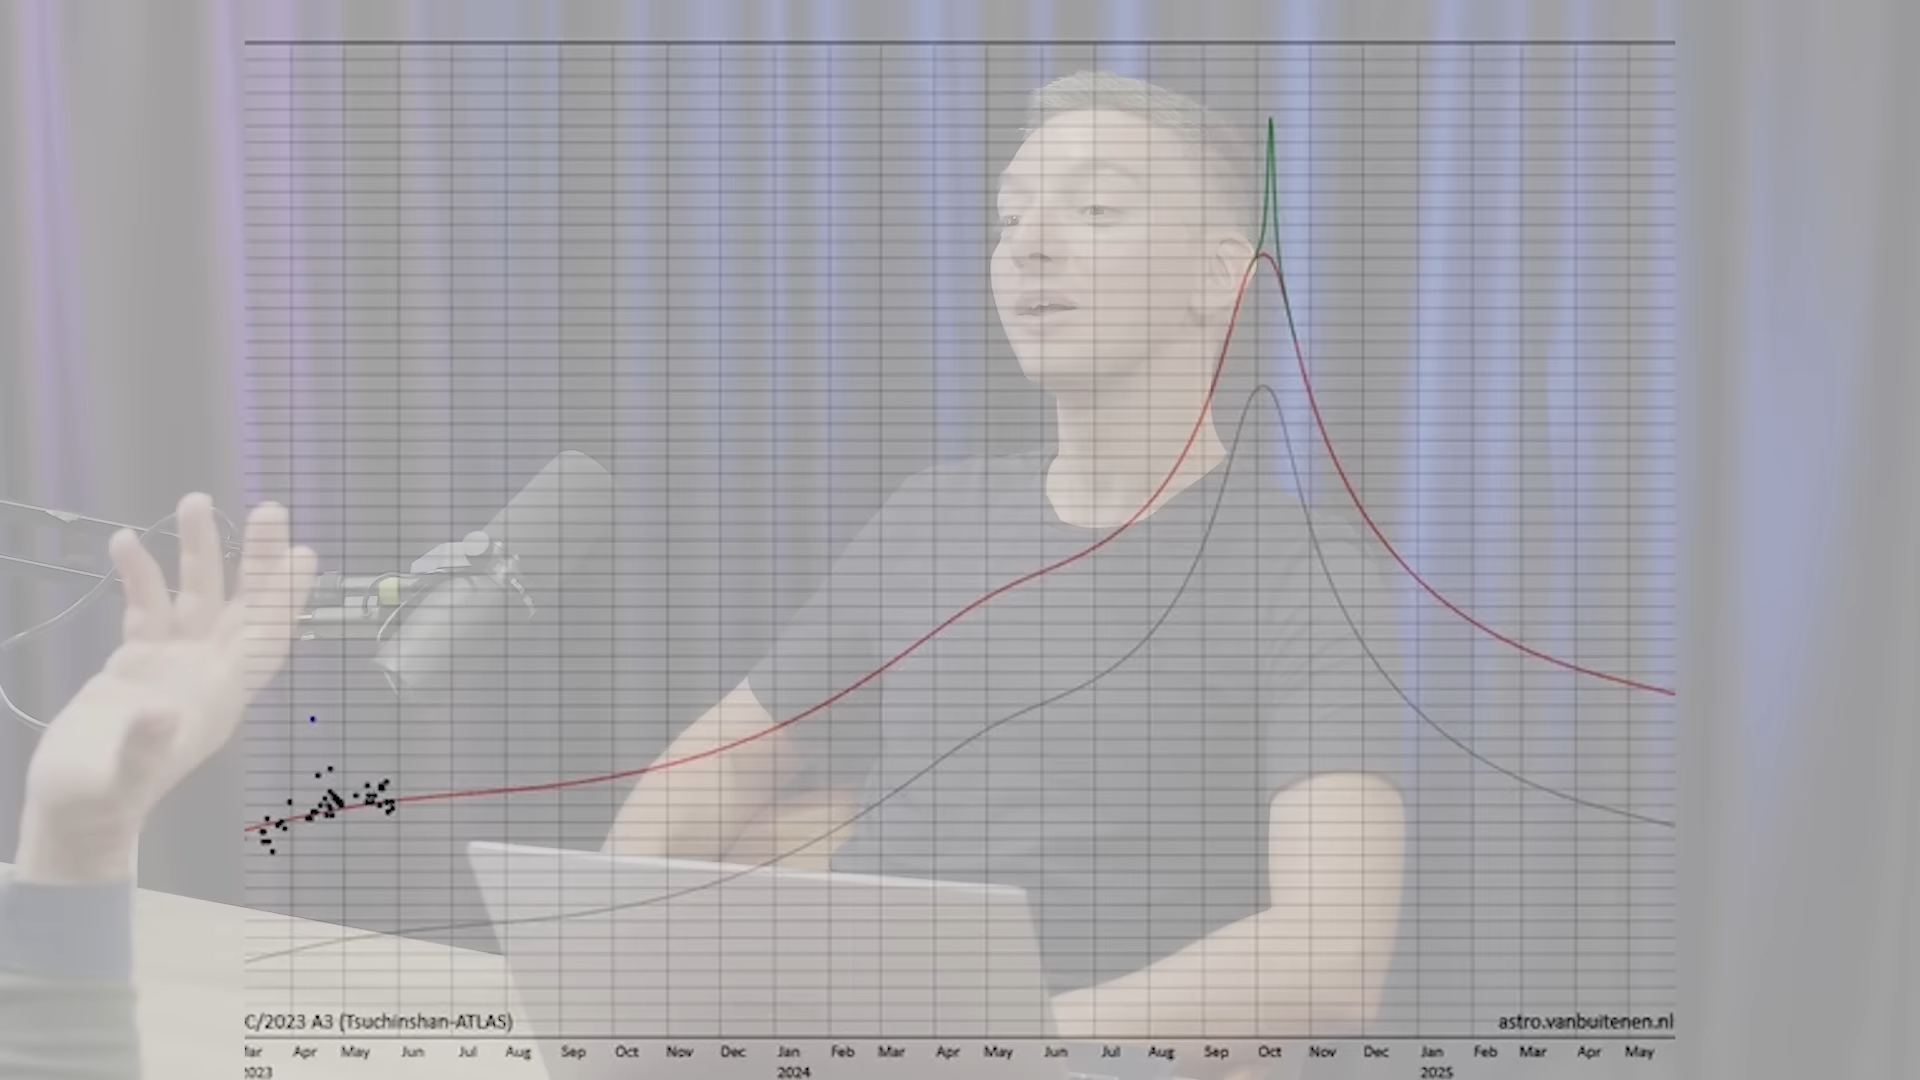 C/2023 A3 (Tsuchinshan-ATLAS) astro.vanbuitenen.nl
Apr May Jun Jul Aug Sep Oct Nov Dec Jan Feb Mar Apr May Jun Jul Aug Sep Oct Nov Dec Jan Feb Mar Apr May
2024 2025